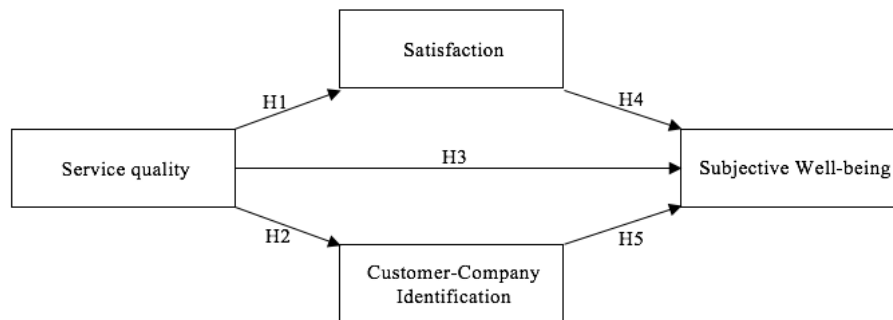 Satisfaction
H1
H4
Service quality
H3
Subjective Well-being
H2
H5
Customer-Company
Identification